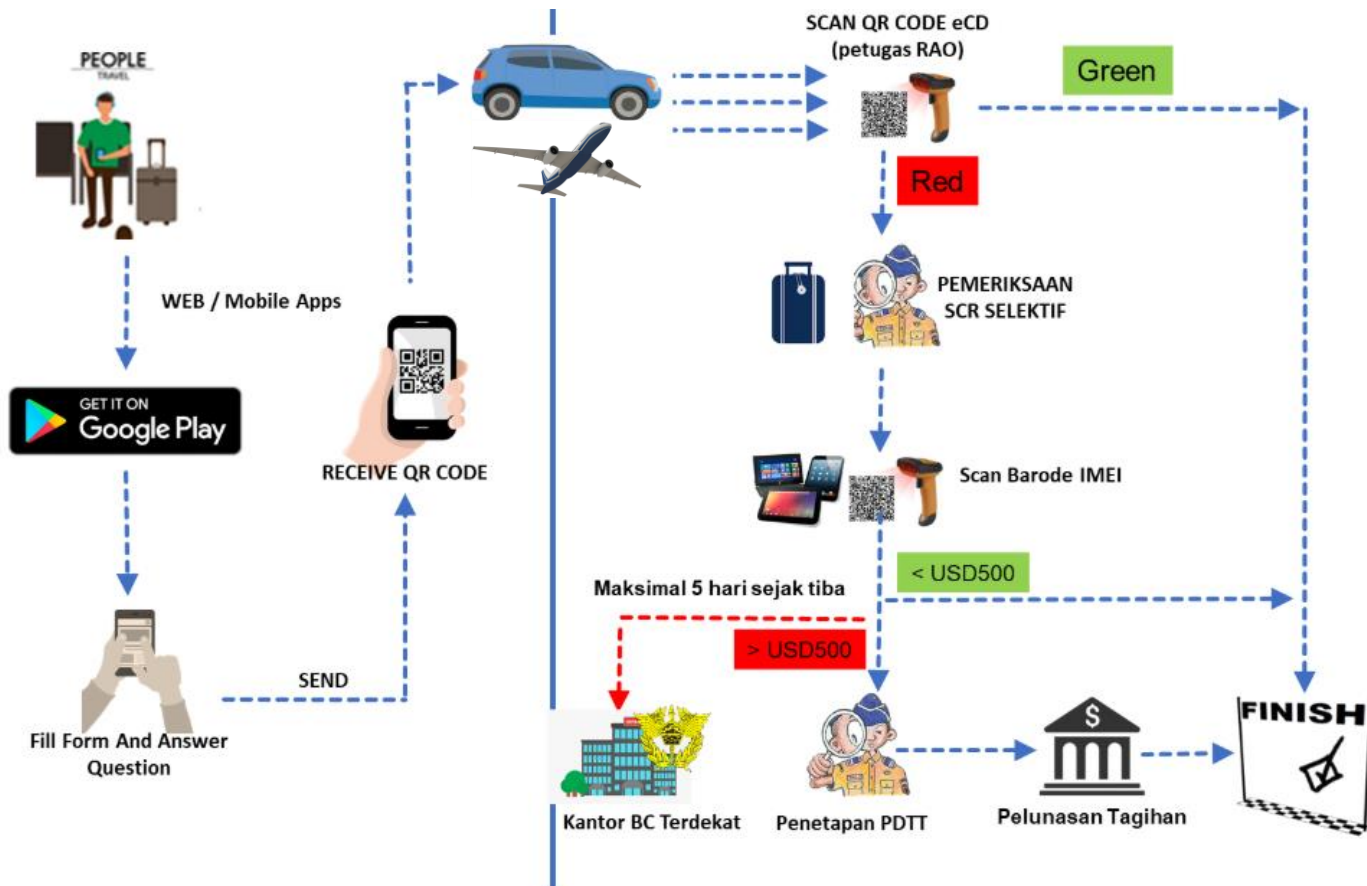 PEOPLE
TRAVEL
WEB / Mobile Apps
GET IT ON
Google Play
Fill Form And Answer
Question
SEND
RECEIVE QR CODE
SCAN QR CODE eCD
(petugas RAO)
Green
Red
PEMERIKSAAN
SCR SELEKTIF
Scan Barode IMEI
< USD500
Maksimal 5 hari sejak tiba
> USD500
Kantor BC Terdekat
Penetapan PDTT
$
Pelunasan Tagihan
FINISH